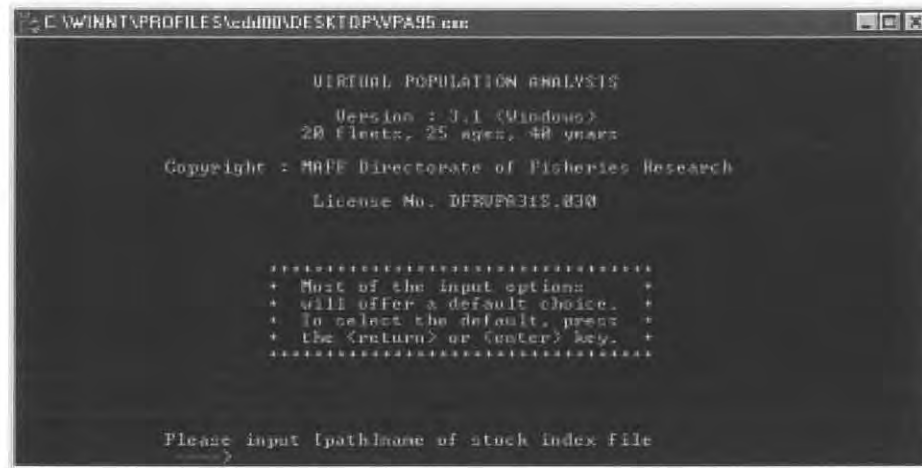 C:\WINNT\PROFILES\cdd00\DESKTOP\VPA95.exe
VIRTUAL POPULATION ANALYSIS
Version : 3.1 (Windows)
20 fleets, 25 ages, 40 years
Copyright : MAFF Directorate of Fisheries Research
License No. DFRVPA31S.030
***********************************
* Most of the input options *
* will offer a default choice. *
* To select the default, press *
* the <return> or <enter> key. *
***********************************
Please input [path]name of stock index file
---->